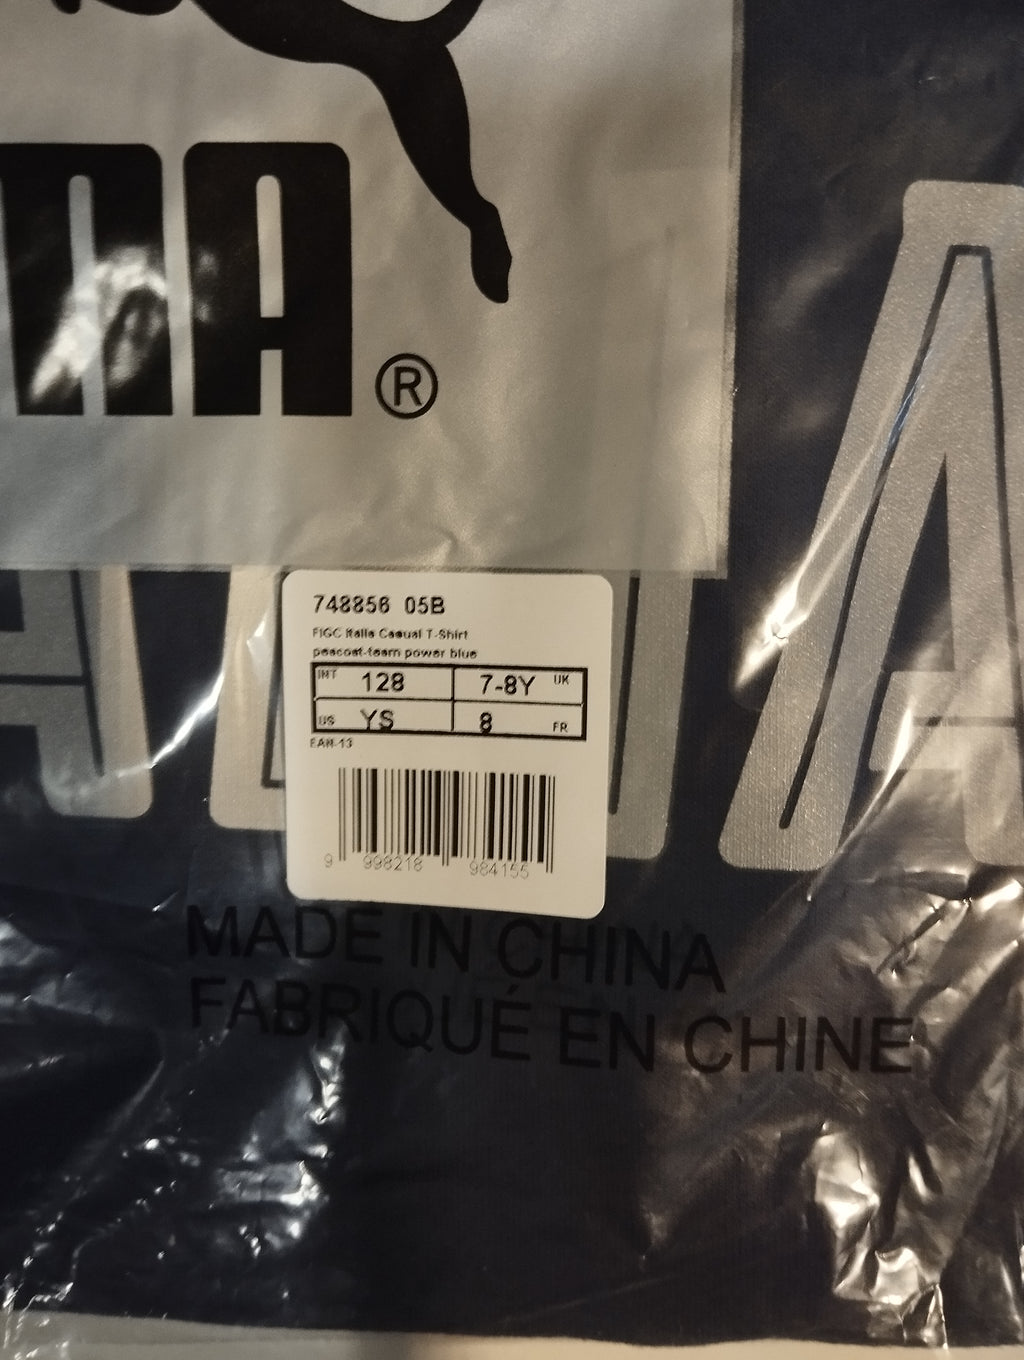 MA
®
748856 05B
FIGC Italia Casual T-Shirt
peacoat-team power blue
INT 128 7-8Y UK
US YS 8 FR
EAN-13
9 998218 984155
MADE IN CHINA
FABRIQUÉ EN CHINE